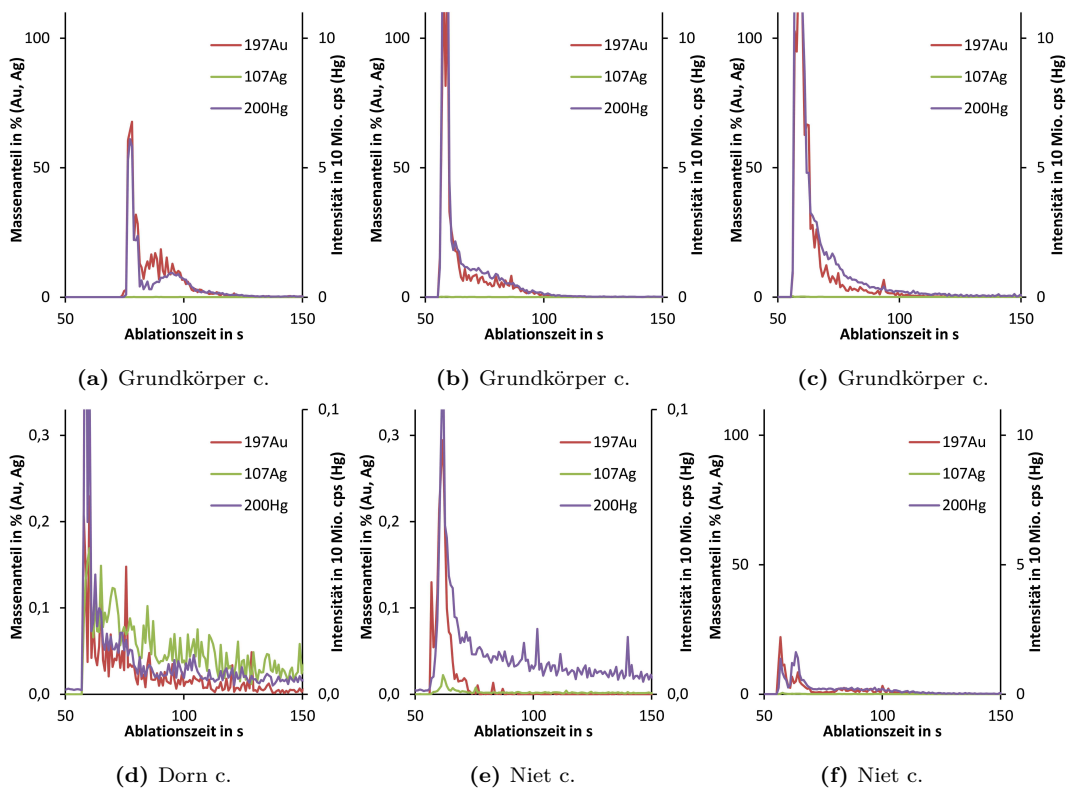 Massenanteil in % (Au, Ag)
100
50
0
197Au
107Ag
200Hg
10
5
0
Intensität in 10 Mio. cps (Hg)
50 100 150
Ablationszeit in s
(a) Grundkörper c.
Massenanteil in % (Au, Ag)
100
50
0
197Au
107Ag
200Hg
10
5
0
Intensität in 10 Mio. cps (Hg)
50 100 150
Ablationszeit in s
(b) Grundkörper c.
Massenanteil in % (Au, Ag)
100
50
0
197Au
107Ag
200Hg
10
5
0
Intensität in 10 Mio. cps (Hg)
50 100 150
Ablationszeit in s
(c) Grundkörper c.
Massenanteil in % (Au, Ag)
0,3
0,2
0,1
0,0
197Au
107Ag
200Hg
0,1
0,0
Intensität in 10 Mio. cps (Hg)
50 100 150
Ablationszeit in s
(d) Dorn c.
Massenanteil in % (Au, Ag)
0,3
0,2
0,1
0,0
197Au
107Ag
200Hg
0,1
0,0
Intensität in 10 Mio. cps (Hg)
50 100 150
Ablationszeit in s
(e) Niet c.
Massenanteil in % (Au, Ag)
100
50
0
197Au
107Ag
200Hg
10
5
0
Intensität in 10 Mio. cps (Hg)
50 100 150
Ablationszeit in s
(f) Niet c.